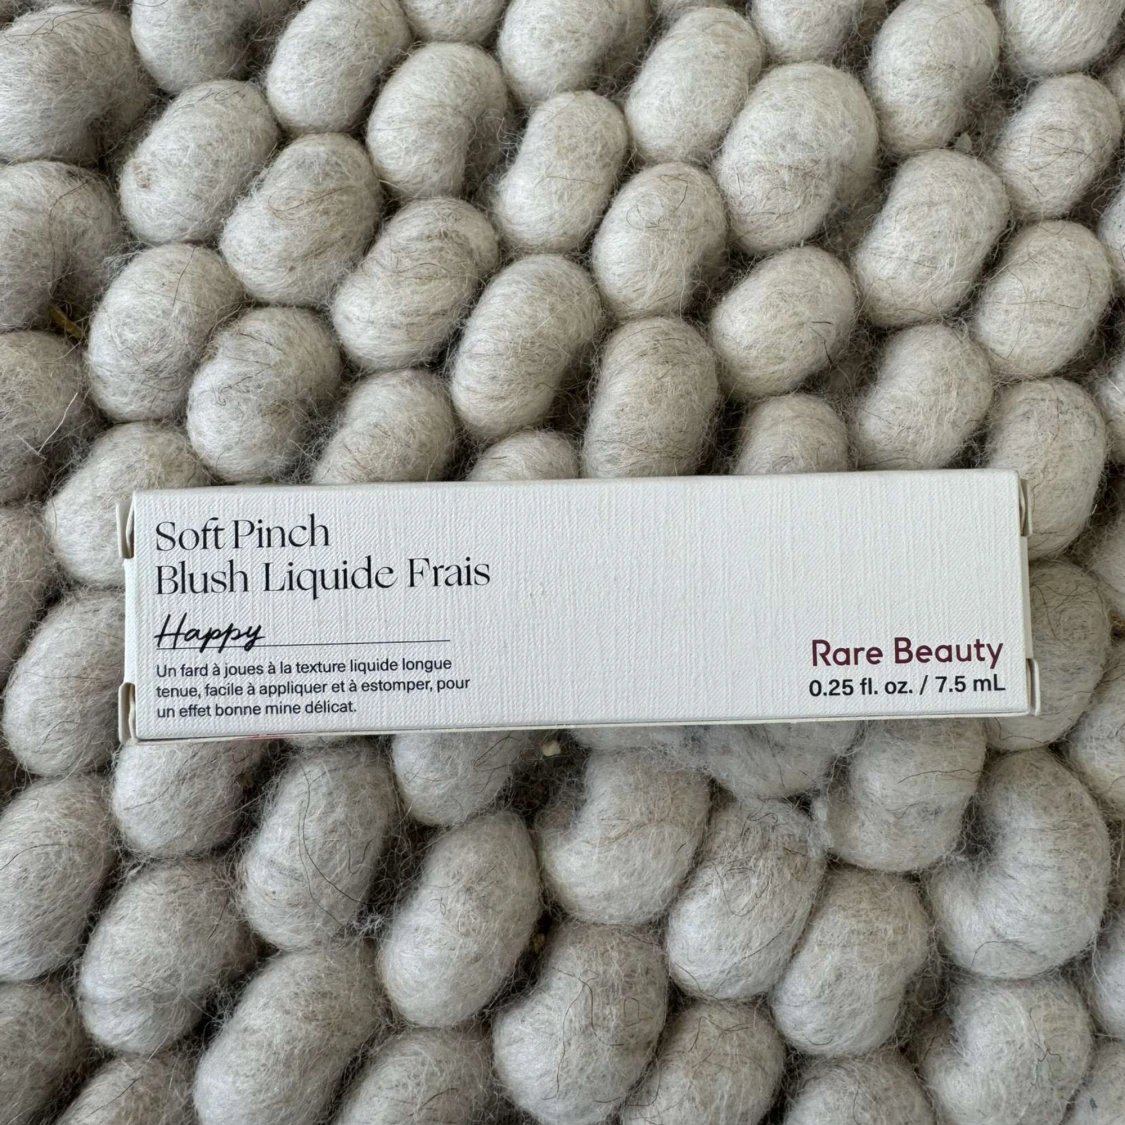 Soft Pinch
Blush Liquide Frais
Happy
Un fard à joues à la texture liquide longue
tenue, facile à appliquer et à estomper, pour
un effet bonne mine délicat.
Rare Beauty
0.25 fl. oz. / 7.5 mL